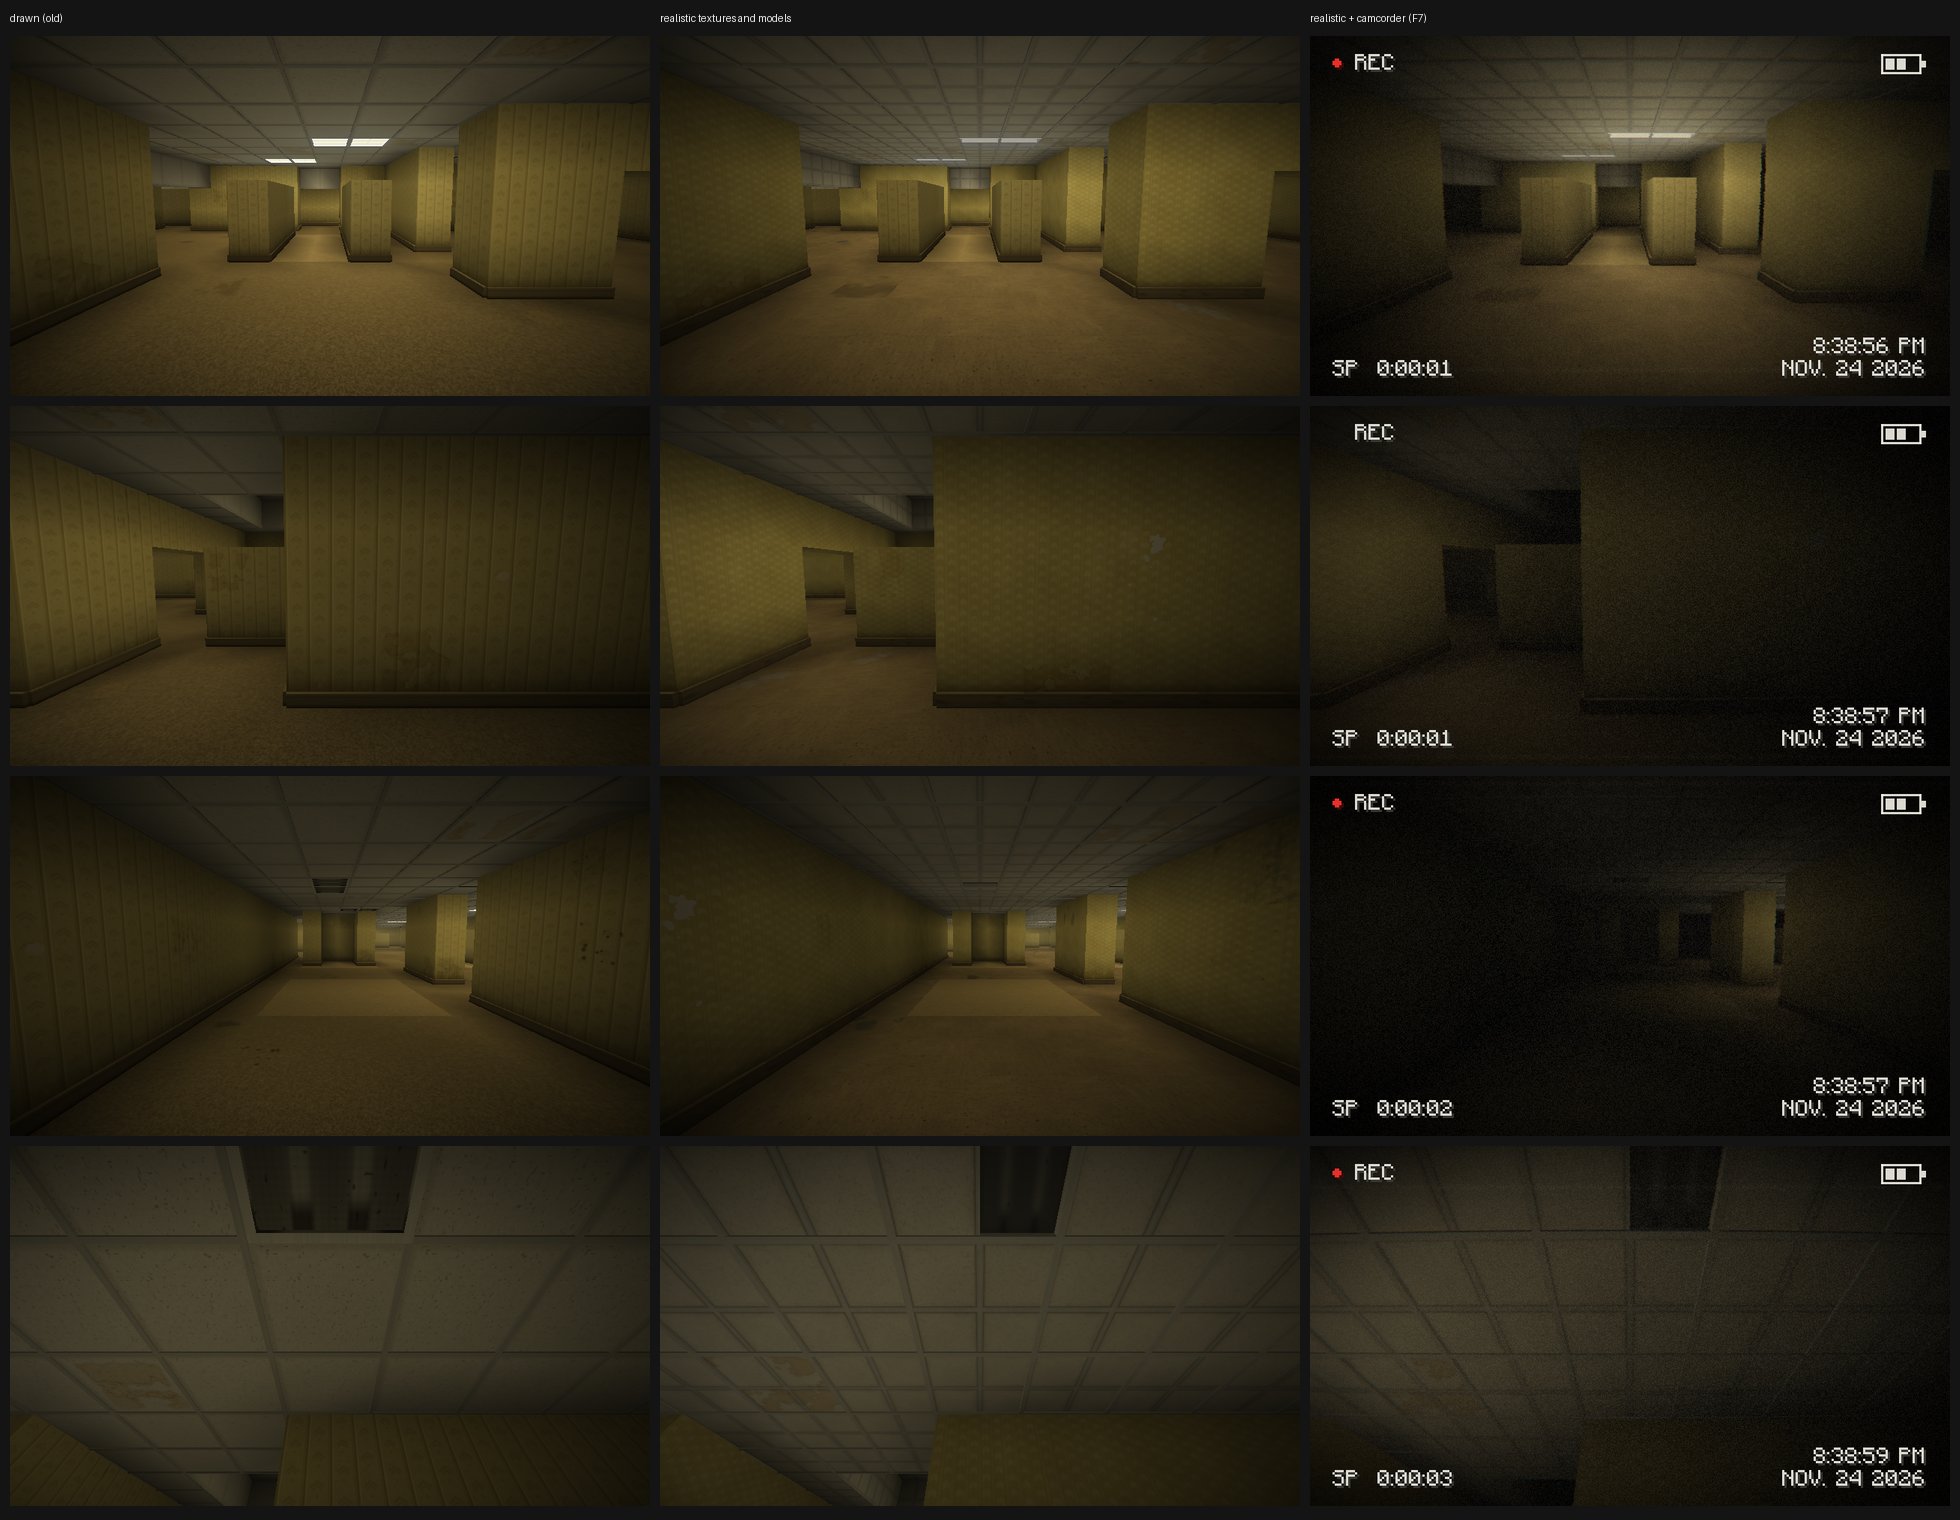 drawn (old)
realistic textures and models
realistic + camcorder (F7)
REC
8:38:56 PM
SP 0:00:01
NOV. 24 2026
REC
8:38:57 PM
SP 0:00:01
NOV. 24 2026
REC
8:38:57 PM
SP 0:00:02
NOV. 24 2026
REC
8:38:59 PM
SP 0:00:03
NOV. 24 2026